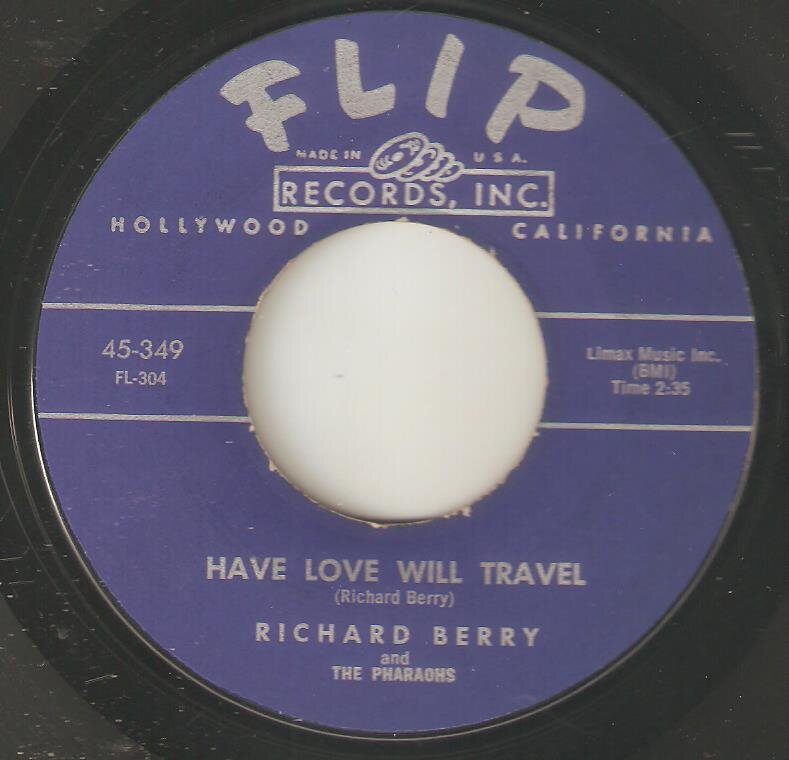 FLIP
MADE IN U S A.
RECORDS, INC.
HOLLYWOOD CALIFORNIA
45-349
FL-304
Limax Music Inc.
(BMI)
Time 2:35
HAVE LOVE WILL TRAVEL
(Richard Berry)
RICHARD BERRY
and
THE PHARAOHS